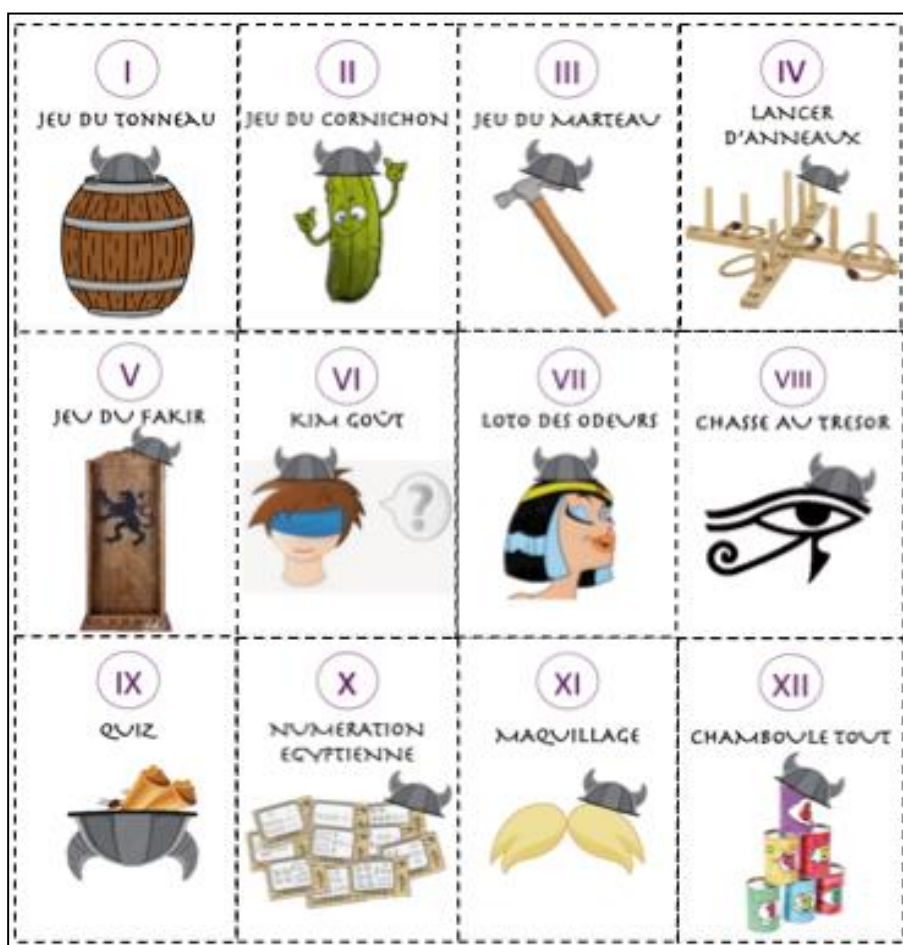 I
JEU DU TONNEAU
II
JEU DU CORNICHON
III
JEU DU MARTEAU
IV
LANCER
D'ANNEAUX
V
JEU DU FAKIR
VI
KIM GOÛT
?
VII
LOTO DES ODEURS
VIII
CHASSE AU TRESOR
IX
QUIZ
X
NUMERATION
EGYPTIENNE
XI
MAQUILLAGE
XII
CHAMBOULE TOUT